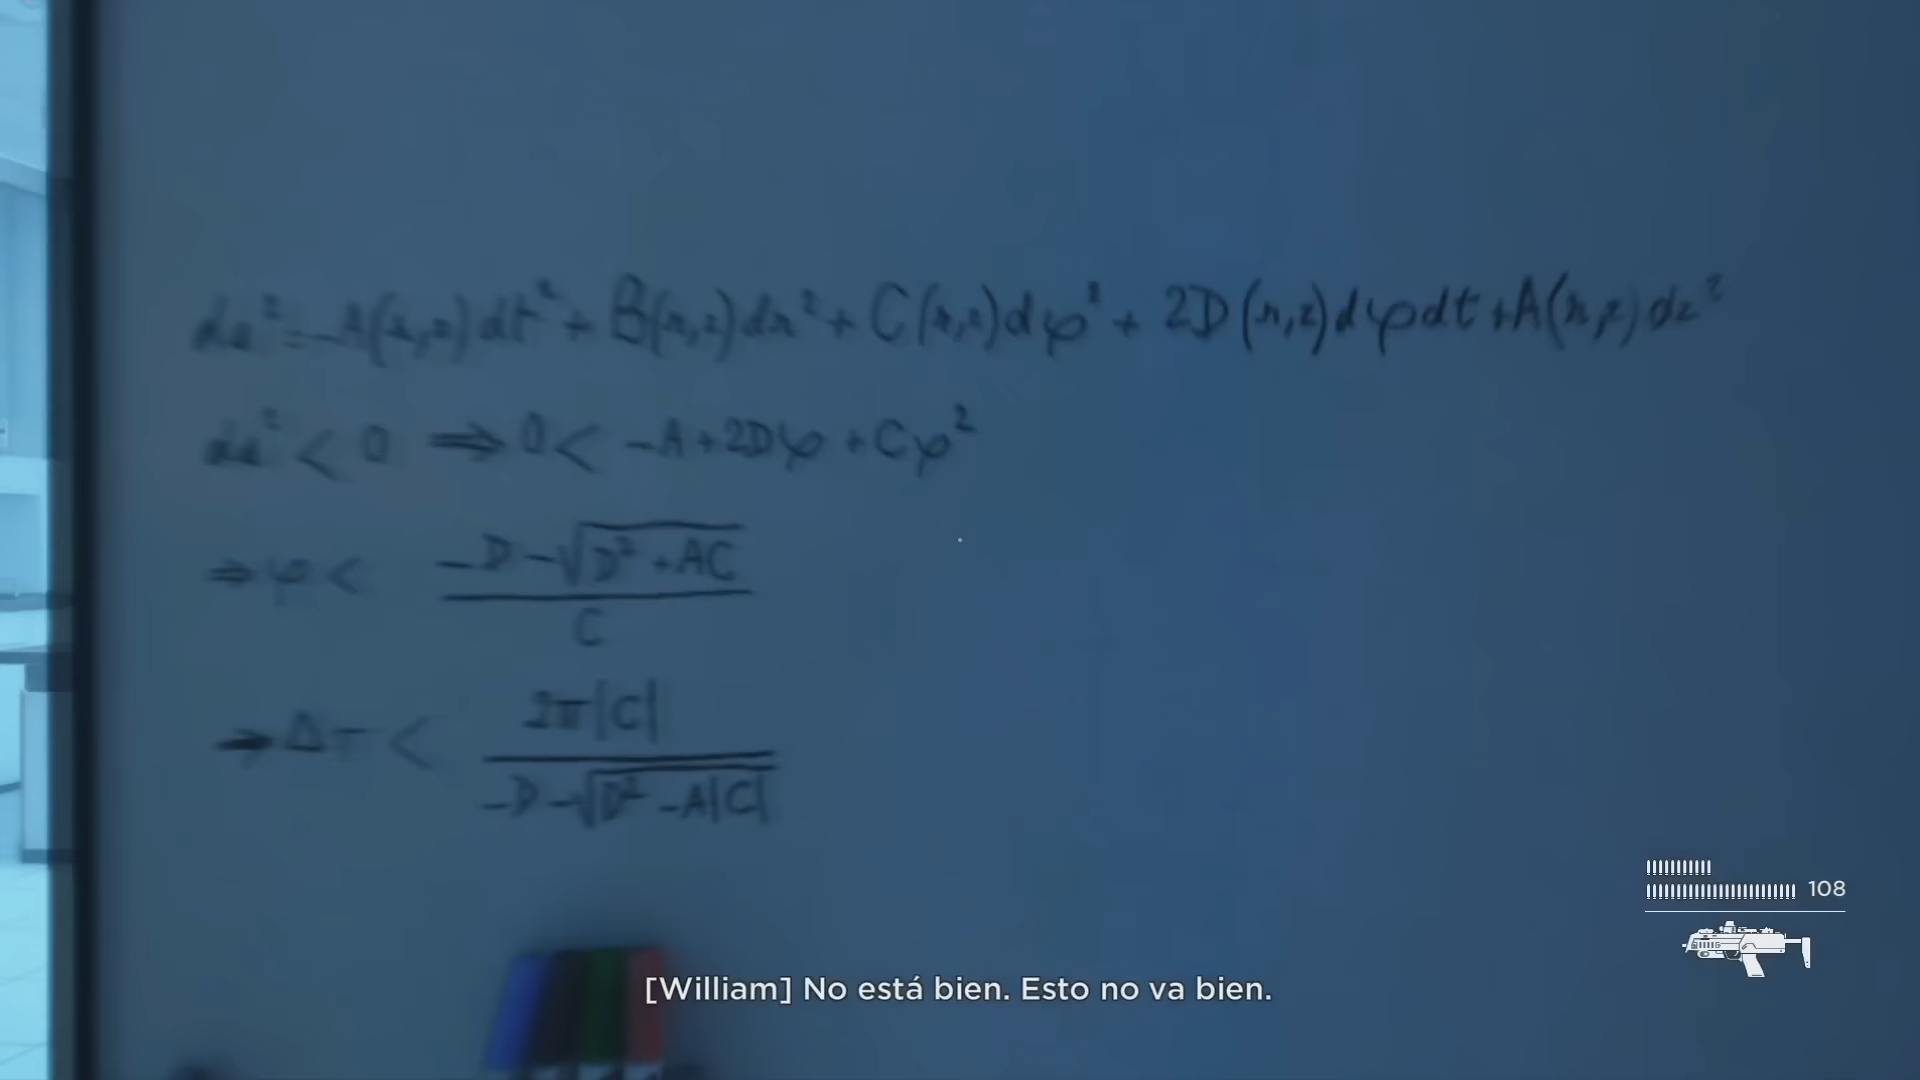 ds² = -A(r,z)dt² + B(r,z)dr² + C(r,z)dφ² + 2D(r,z)dφdt + A(r,z)dz²
ds² < 0 ⇒ 0 < -A + 2Dφ + Cφ²
⇒ φ < (-D - √(D² + AC)) / C
⇒ ΔT < 2π|C| / (-D - √(D² - A|C|))
108
[William] No está bien. Esto no va bien.